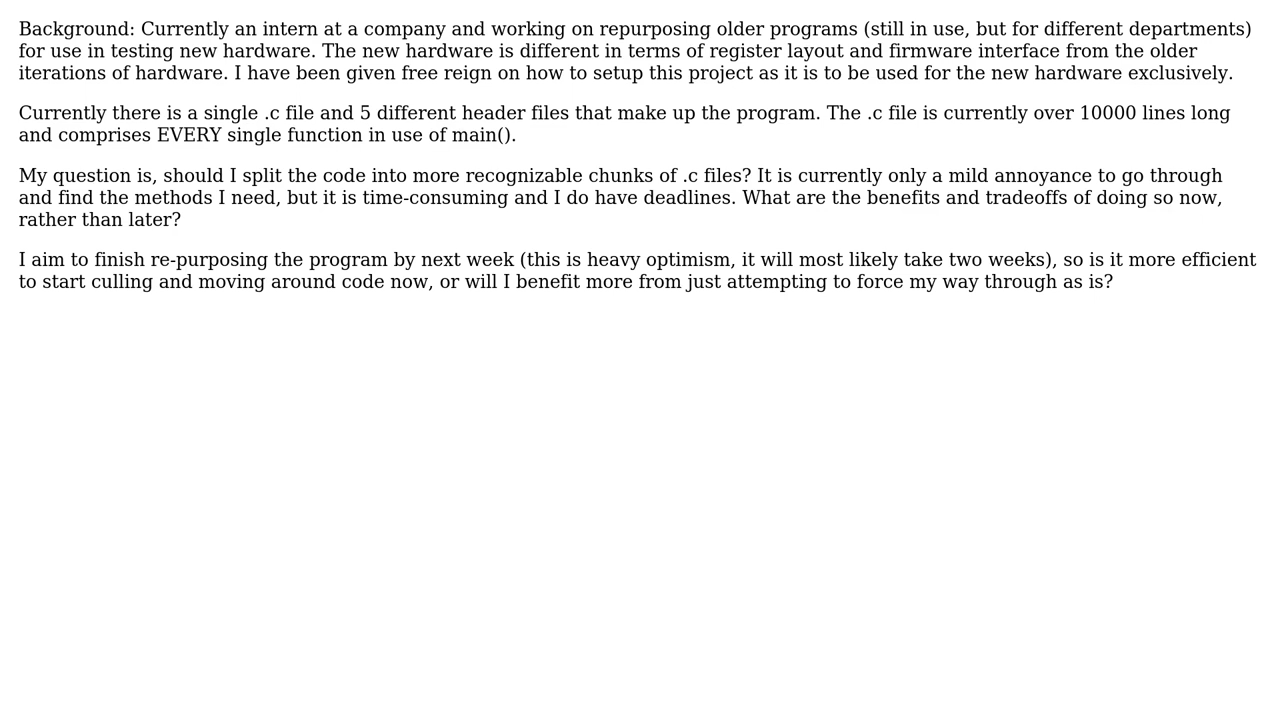 Background: Currently an intern at a company and working on repurposing older programs (still in use, but for different departments)
for use in testing new hardware. The new hardware is different in terms of register layout and firmware interface from the older
iterations of hardware. I have been given free reign on how to setup this project as it is to be used for the new hardware exclusively.
Currently there is a single .c file and 5 different header files that make up the program. The .c file is currently over 10000 lines long
and comprises EVERY single function in use of main().
My question is, should I split the code into more recognizable chunks of .c files? It is currently only a mild annoyance to go through
and find the methods I need, but it is time-consuming and I do have deadlines. What are the benefits and tradeoffs of doing so now,
rather than later?
I aim to finish re-purposing the program by next week (this is heavy optimism, it will most likely take two weeks), so is it more efficient
to start culling and moving around code now, or will I benefit more from just attempting to force my way through as is?